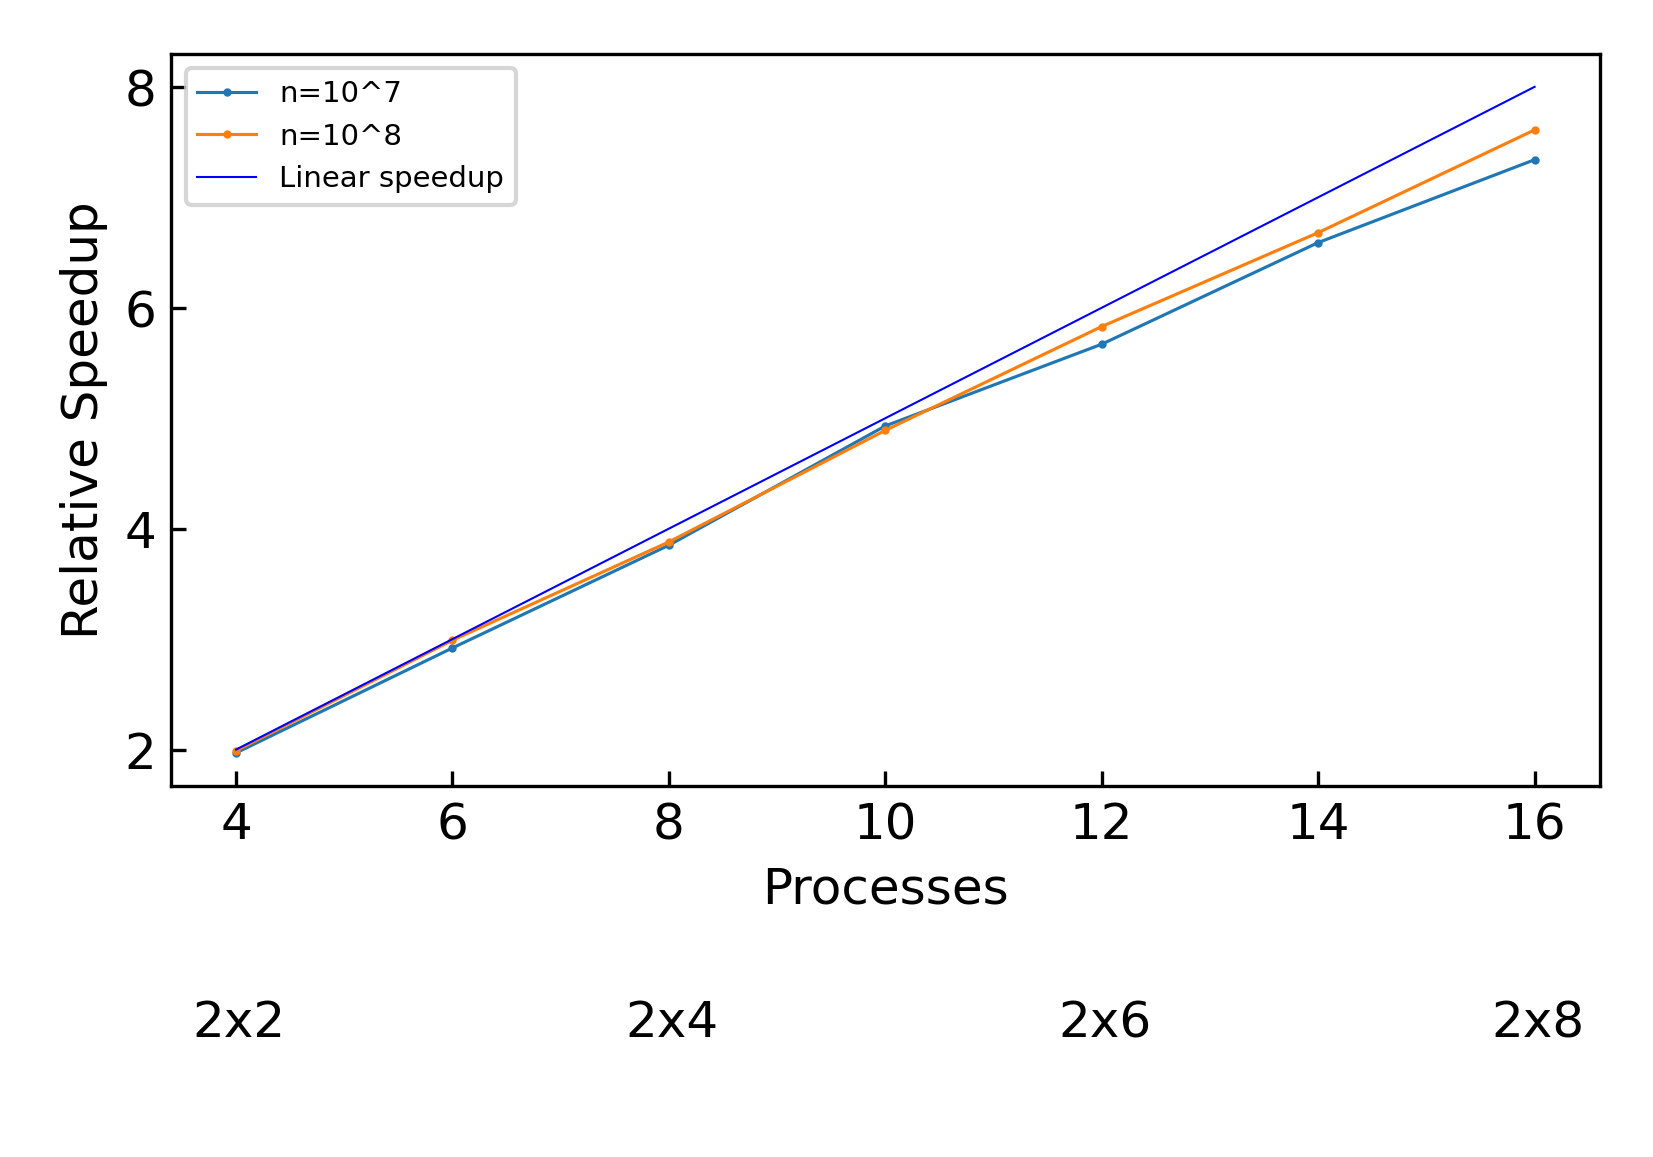 n=10^7
n=10^8
Linear speedup
8
6
4
2
Relative Speedup
4 6 8 10 12 14 16
Processes
2x2 2x4 2x6 2x8